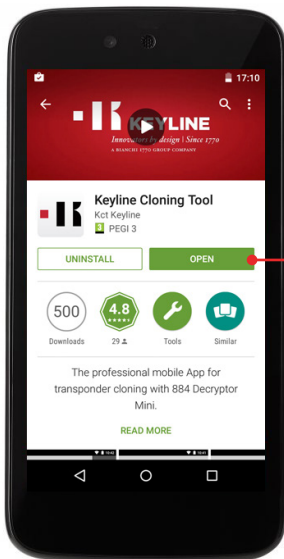 17:10
KEYLINE
Innovators by design | Since 1770
A BIANCHI 1770 GROUP COMPANY
Keyline Cloning Tool
Kct Keyline
3 PEGI 3
UNINSTALL
OPEN
500
4.8
Downloads
29
Tools
Similar
The professional mobile App for
transponder cloning with 884 Decryptor
Mini.
READ MORE